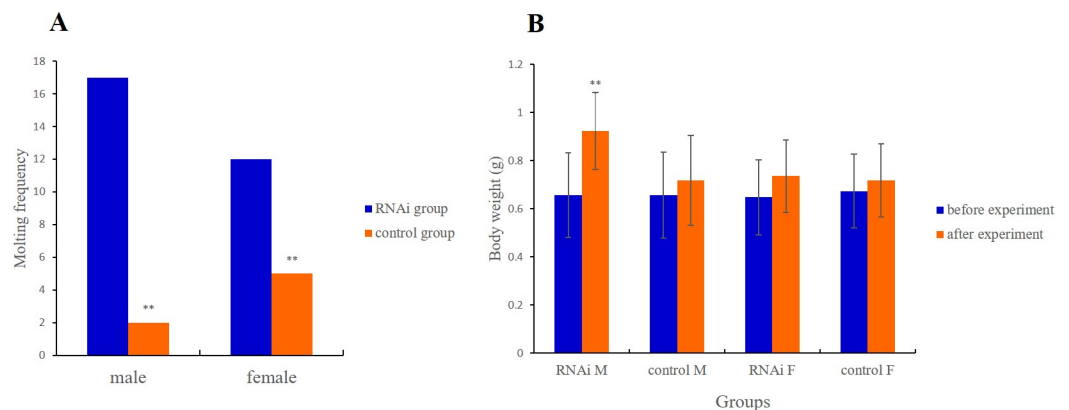 A
18
16
14
12
10
8
6
4
2
0
Molting frequency
**
**
male
female
RNAi group
control group
B
1.2
1
0.8
0.6
0.4
0.2
0
Body weight (g)
**
RNAi M
control M
RNAi F
control F
Groups
before experiment
after experiment